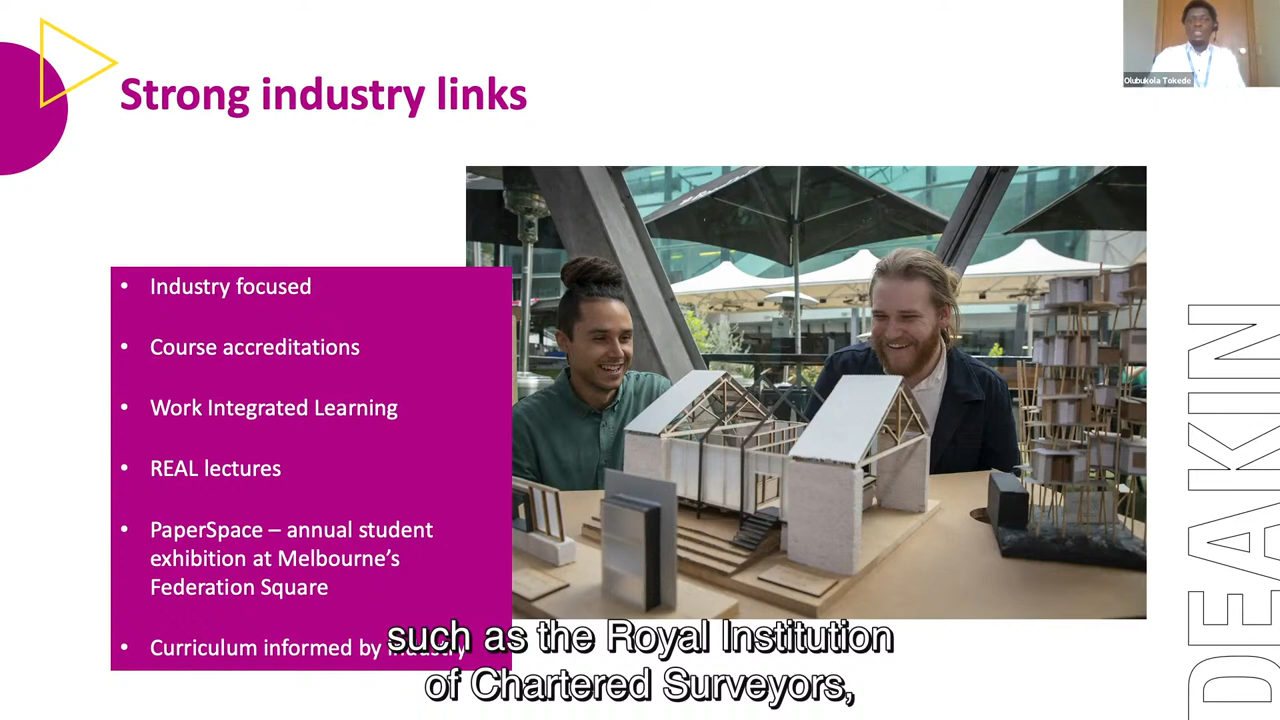 Olubukola Tokede
Strong industry links
• Industry focused
• Course accreditations
• Work Integrated Learning
• REAL lectures
• PaperSpace – annual student
exhibition at Melbourne’s
Federation Square
• Curriculum informed by industry
such as the Royal Institution
of Chartered Surveyors,
DEAKIN